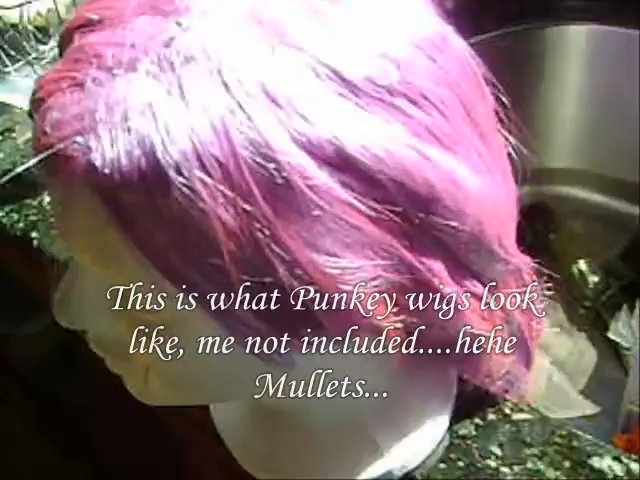 This is what Punkey wigs look
like, me not included....hehe
Mullets...